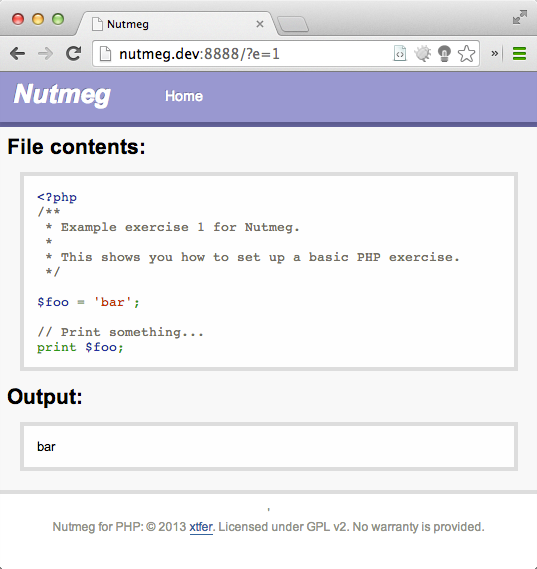 Nutmeg
nutmeg.dev:8888/?e=1
»
Nutmeg
Home
File contents:
<?php
/**
 * Example exercise 1 for Nutmeg.
 *
 * This shows you how to set up a basic PHP exercise.
 */
$foo = 'bar';
// Print something...
print $foo;
Output:
bar
,
Nutmeg for PHP: © 2013 xtfer. Licensed under GPL v2. No warranty is provided.